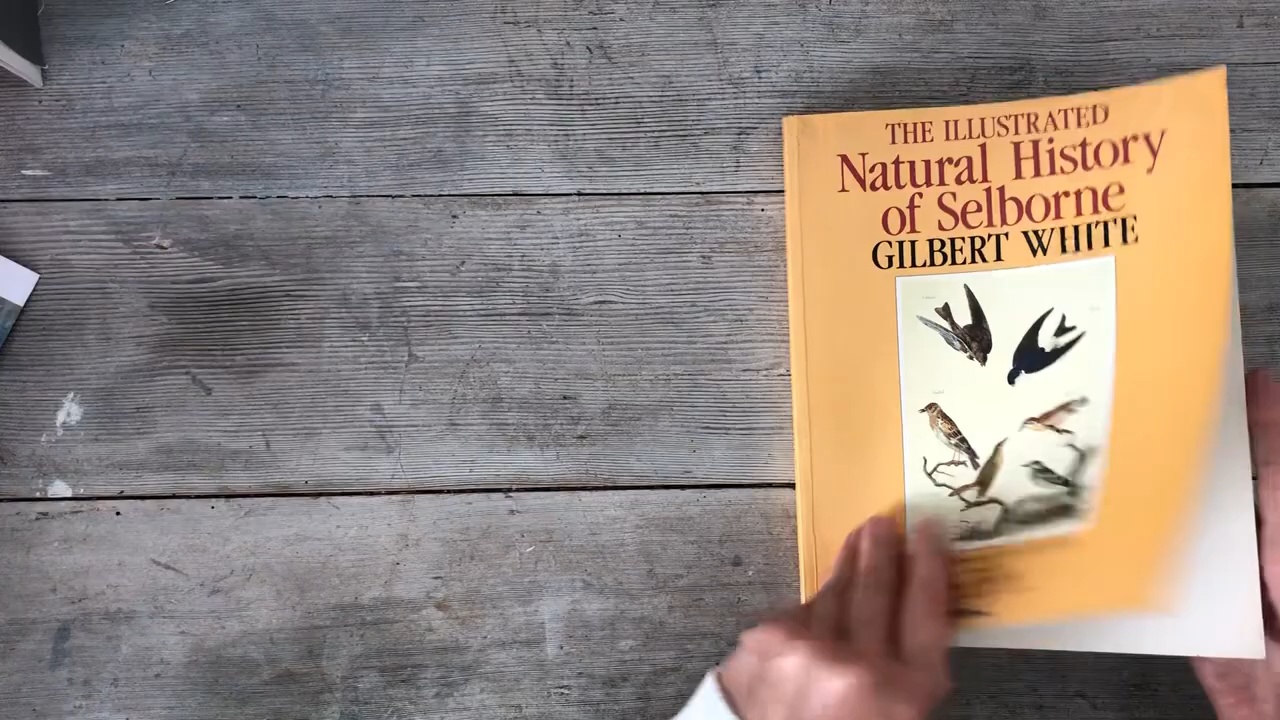 THE ILLUSTRATED
Natural History
of Selborne
GILBERT WHITE